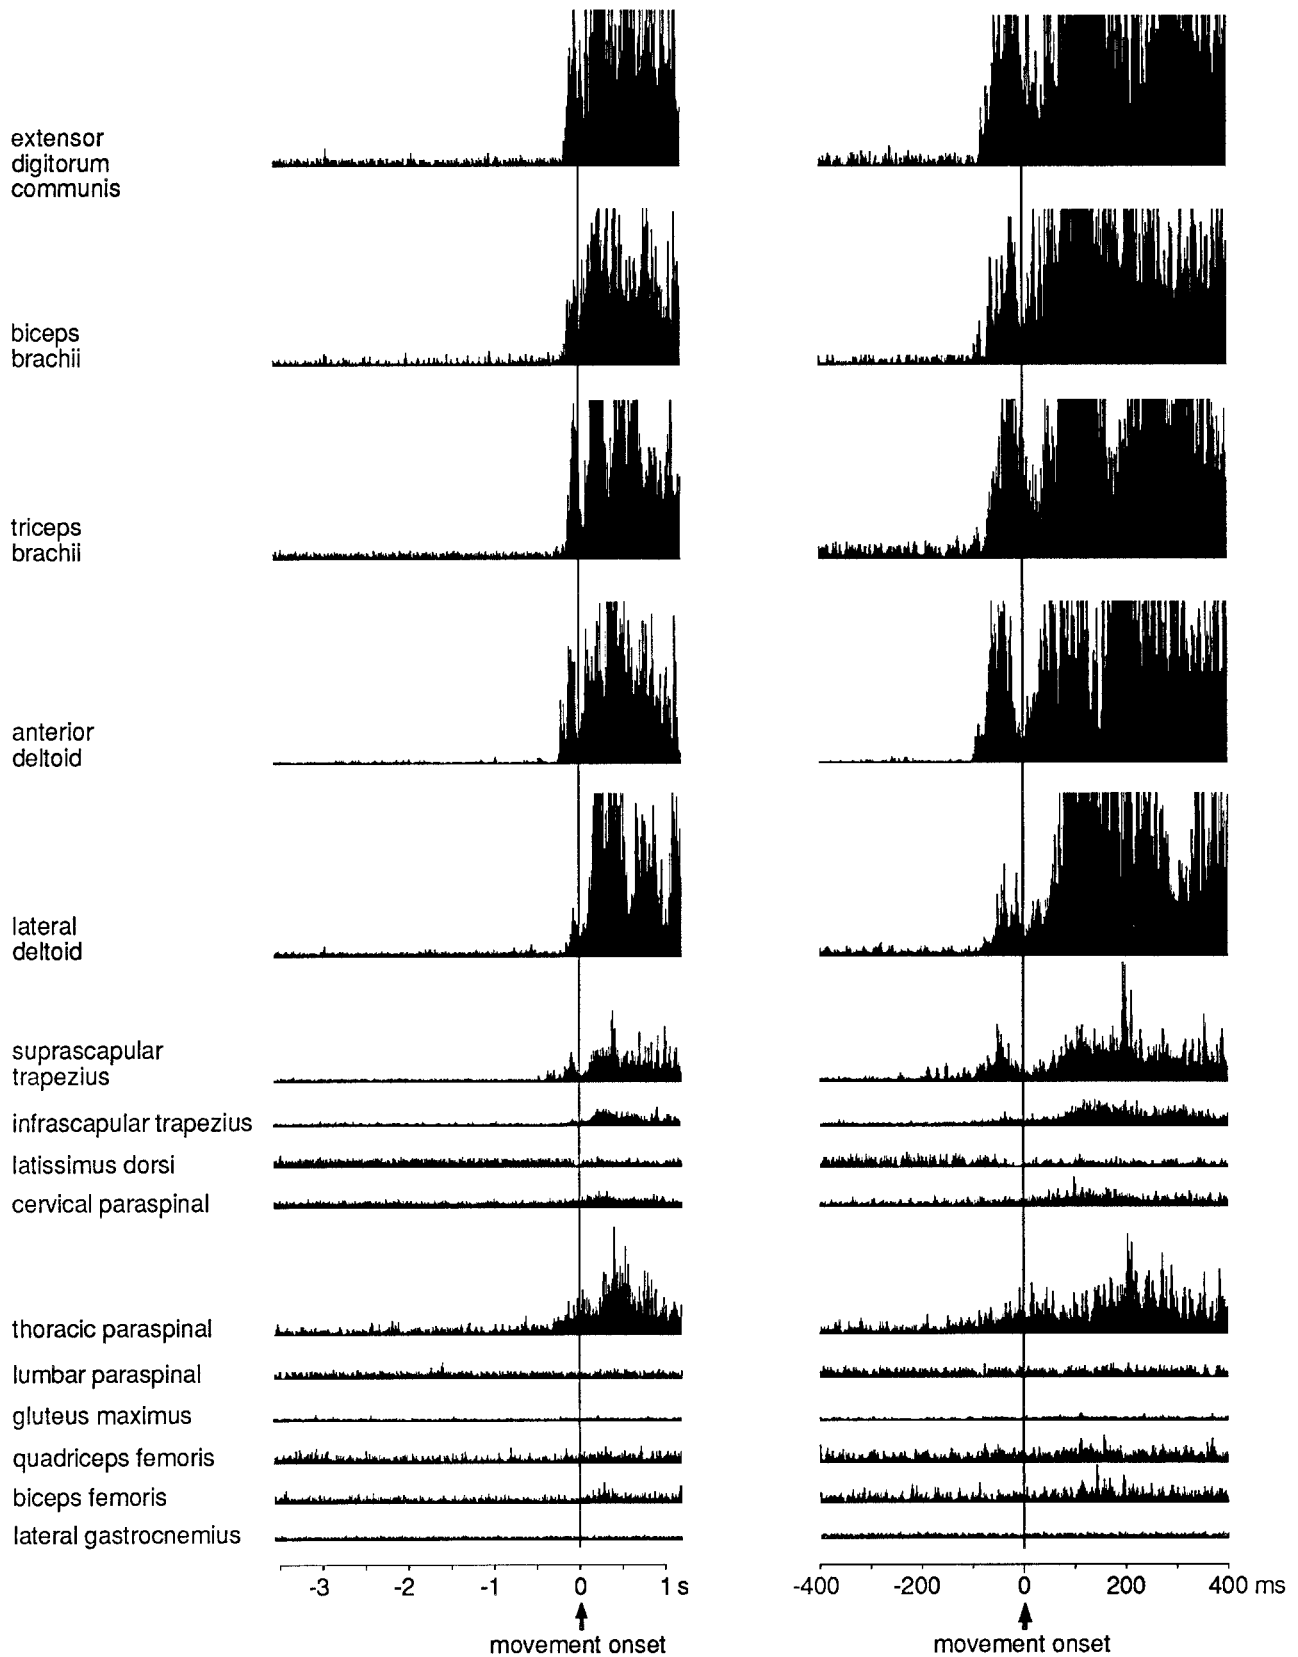 extensor
digitorum
communis
biceps
brachii
triceps
brachii
anterior
deltoid
lateral
deltoid
suprascapular
trapezius
infrascapular trapezius
latissimus dorsi
cervical paraspinal
thoracic paraspinal
lumbar paraspinal
gluteus maximus
quadriceps femoris
biceps femoris
lateral gastrocnemius
-3 -2 -1 0 1 s
movement onset
-400 -200 0 200 400 ms
movement onset